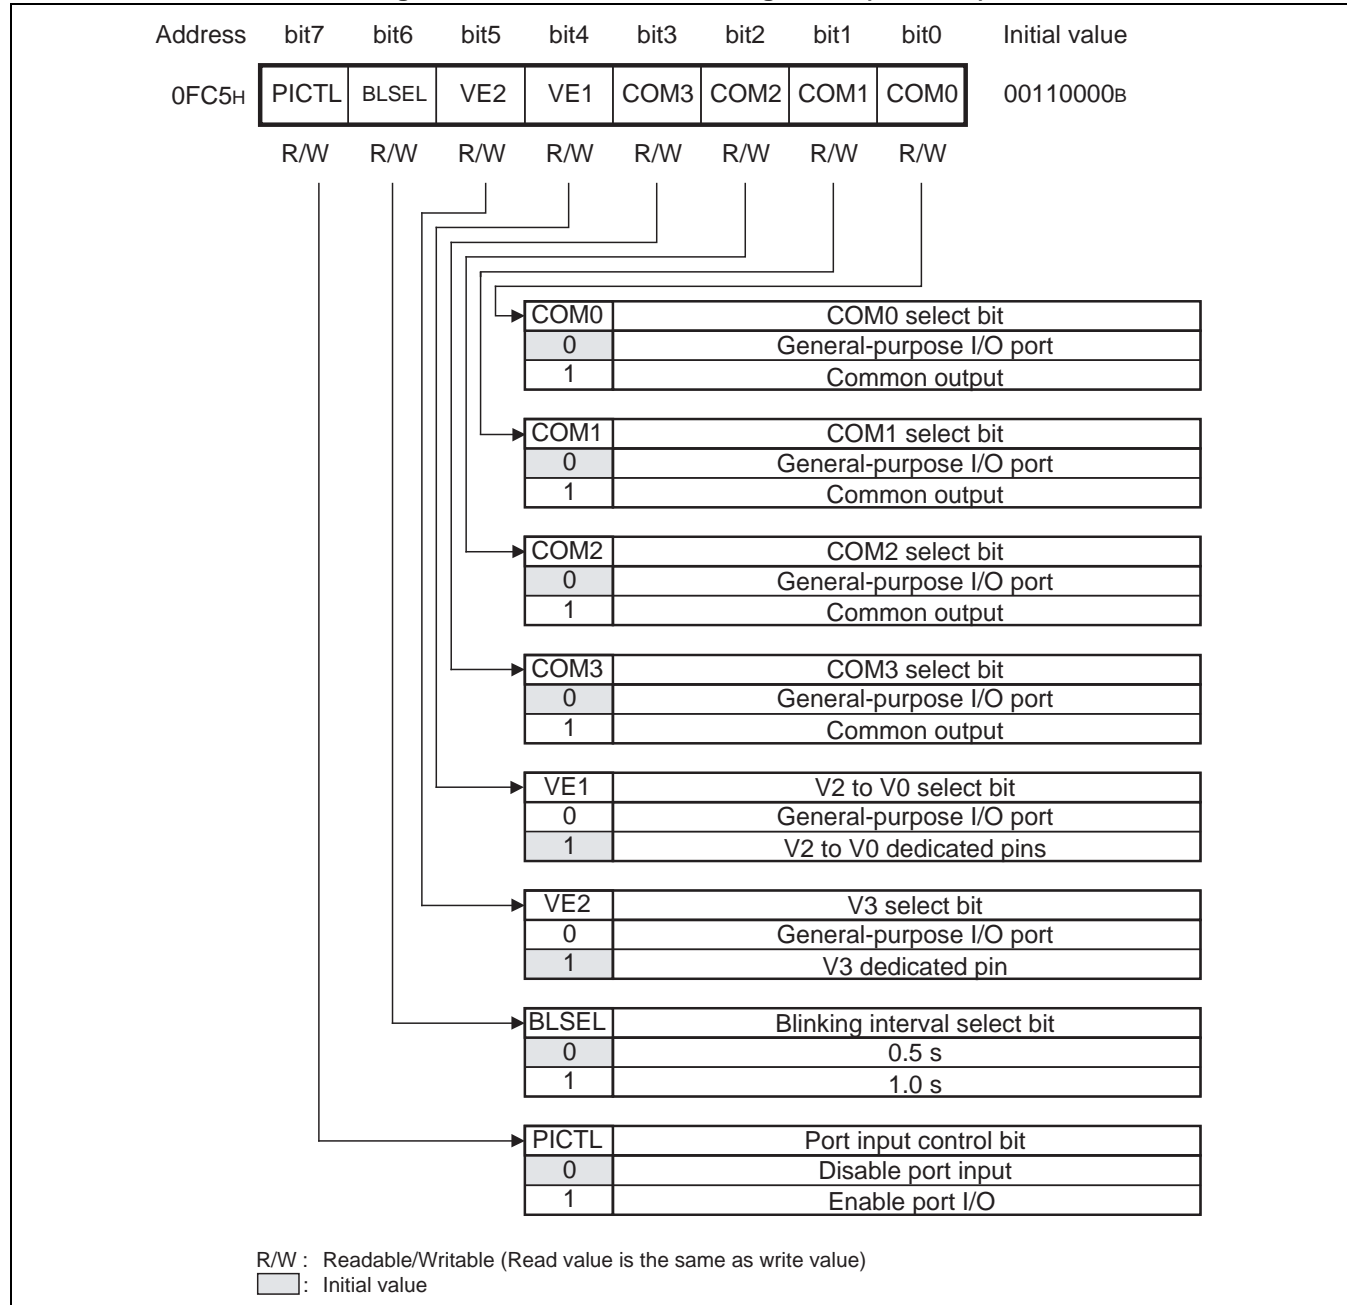 Address bit7 bit6 bit5 bit4 bit3 bit2 bit1 bit0 Initial value
0FC5H PICTL BLSEL VE2 VE1 COM3 COM2 COM1 COM0 00110000B
R/W R/W R/W R/W R/W R/W R/W R/W
COM0 COM0 select bit
0 General-purpose I/O port
1 Common output
COM1 COM1 select bit
0 General-purpose I/O port
1 Common output
COM2 COM2 select bit
0 General-purpose I/O port
1 Common output
COM3 COM3 select bit
0 General-purpose I/O port
1 Common output
VE1 V2 to V0 select bit
0 General-purpose I/O port
1 V2 to V0 dedicated pins
VE2 V3 select bit
0 General-purpose I/O port
1 V3 dedicated pin
BLSEL Blinking interval select bit
0 0.5 s
1 1.0 s
PICTL Port input control bit
0 Disable port input
1 Enable port I/O
R/W : Readable/Writable (Read value is the same as write value)
: Initial value